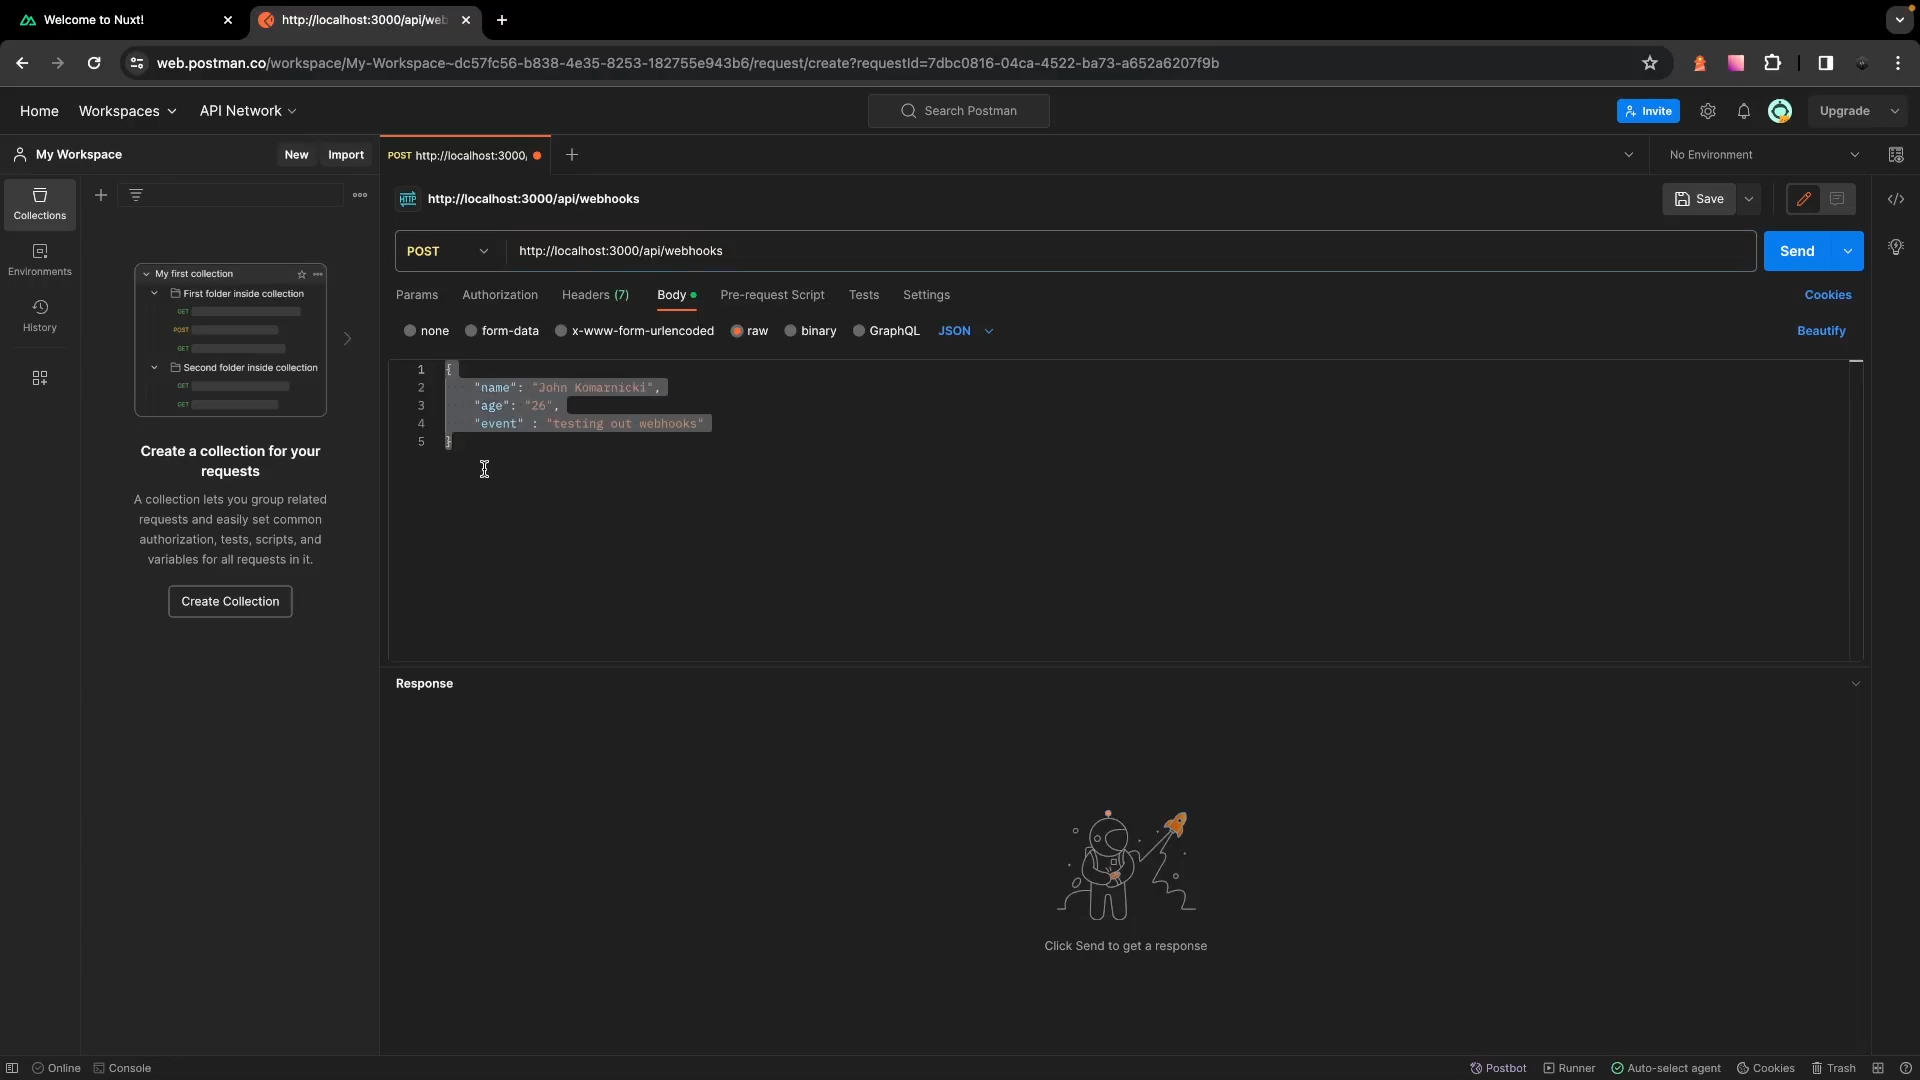 Welcome to Nuxt!
http://localhost:3000/api/web
web.postman.co/workspace/My-Workspace~dc57fc56-b838-4e35-8253-182755e943b6/request/create?requestId=7dbc0816-04ca-4522-ba73-a652a6207f9b
Home Workspaces API Network Search Postman Invite Upgrade
My Workspace New Import POST http://localhost:3000, No Environment
Collections
HTTP http://localhost:3000/api/webhooks Save
POST http://localhost:3000/api/webhooks Send
Environments
History
My first collection
First folder inside collection
GET
POST
GET
Second folder inside collection
GET
GET
Params Authorization Headers (7) Body Pre-request Script Tests Settings Cookies
none form-data x-www-form-urlencoded raw binary GraphQL JSON Beautify
1 {
2 "name": "John Komarnicki",
3 "age": "26",
4 "event" : "testing out webhooks"
5 }
Create a collection for your
requests
A collection lets you group related
requests and easily set common
authorization, tests, scripts, and
variables for all requests in it.
Create Collection
Response
Click Send to get a response
Online Console Postbot Runner Auto-select agent Cookies Trash